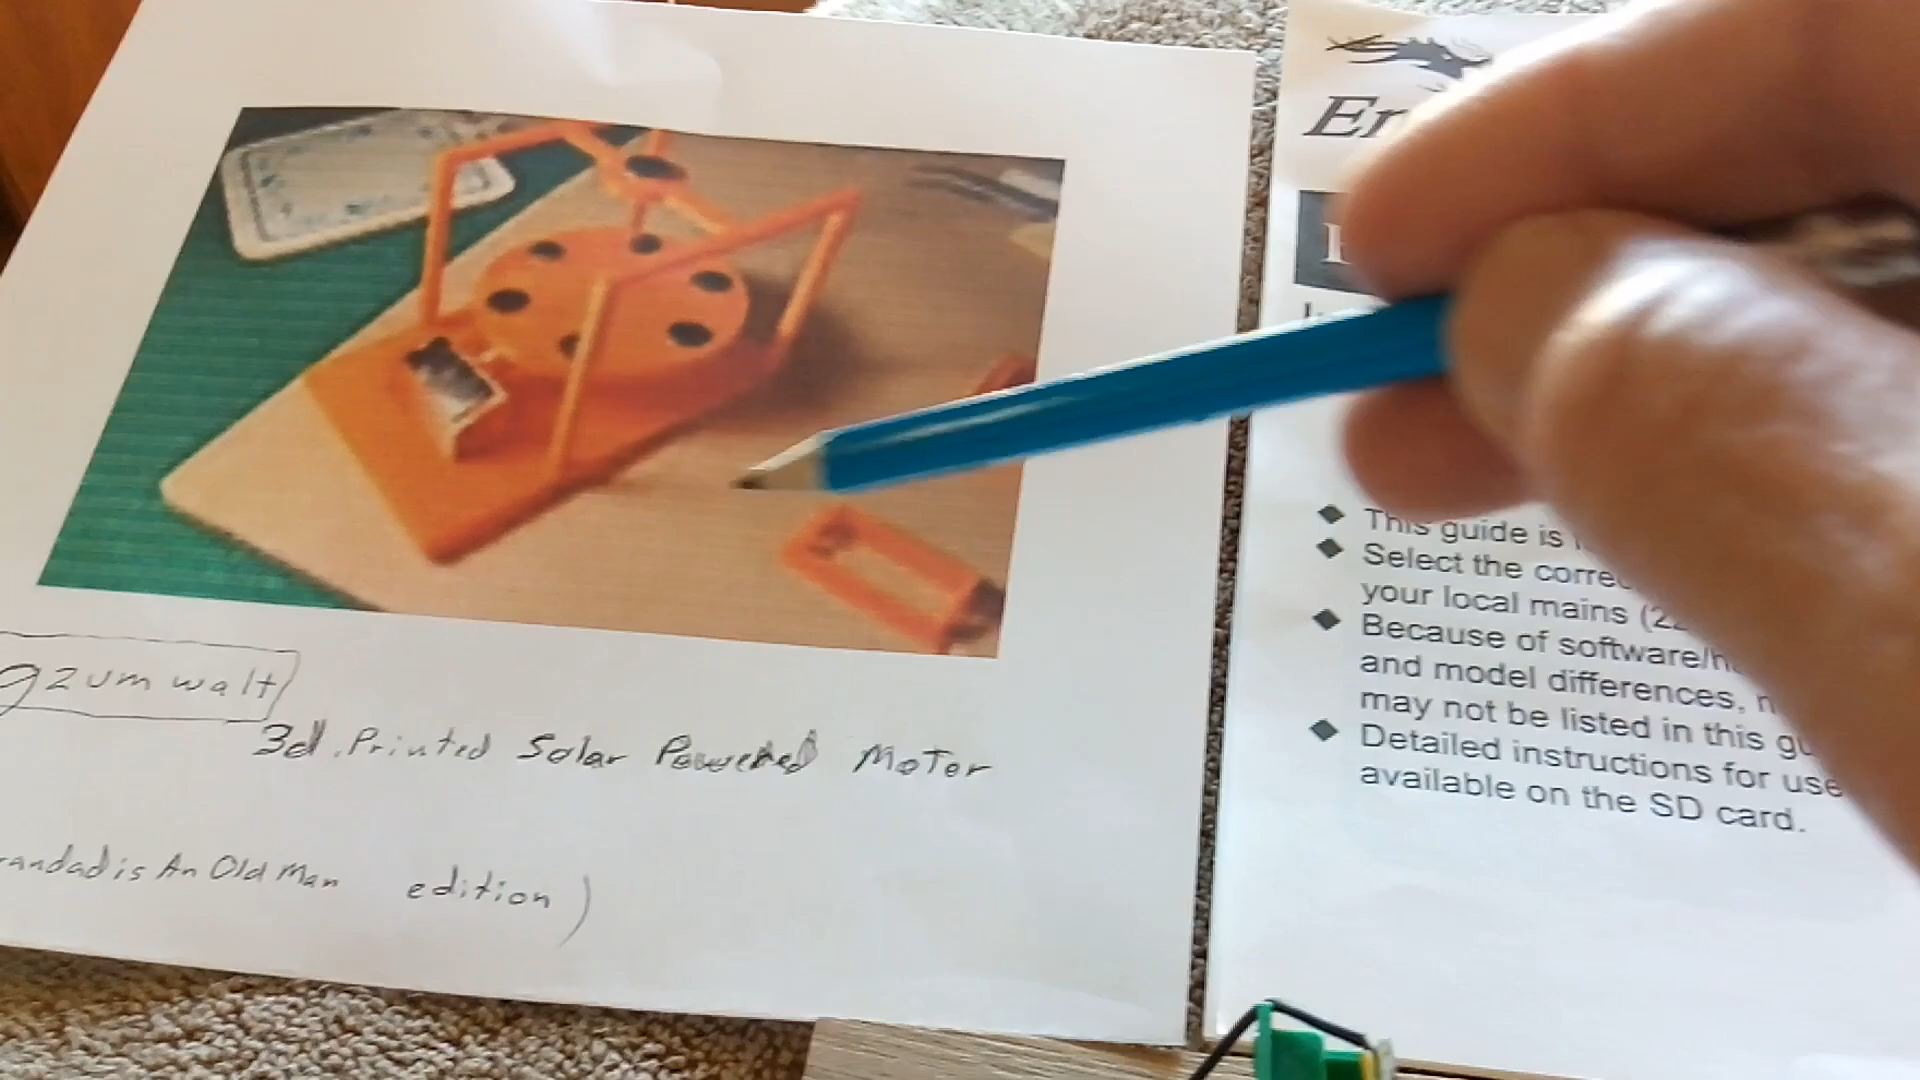 gzumwalt
3d.Printed Solar Powered Motor
randad is An Old Man edition)
En
This guide is
Select the corre
your local mains (22
Because of software/h
and model differences, n
may not be listed in this gu
Detailed instructions for use
available on the SD card.